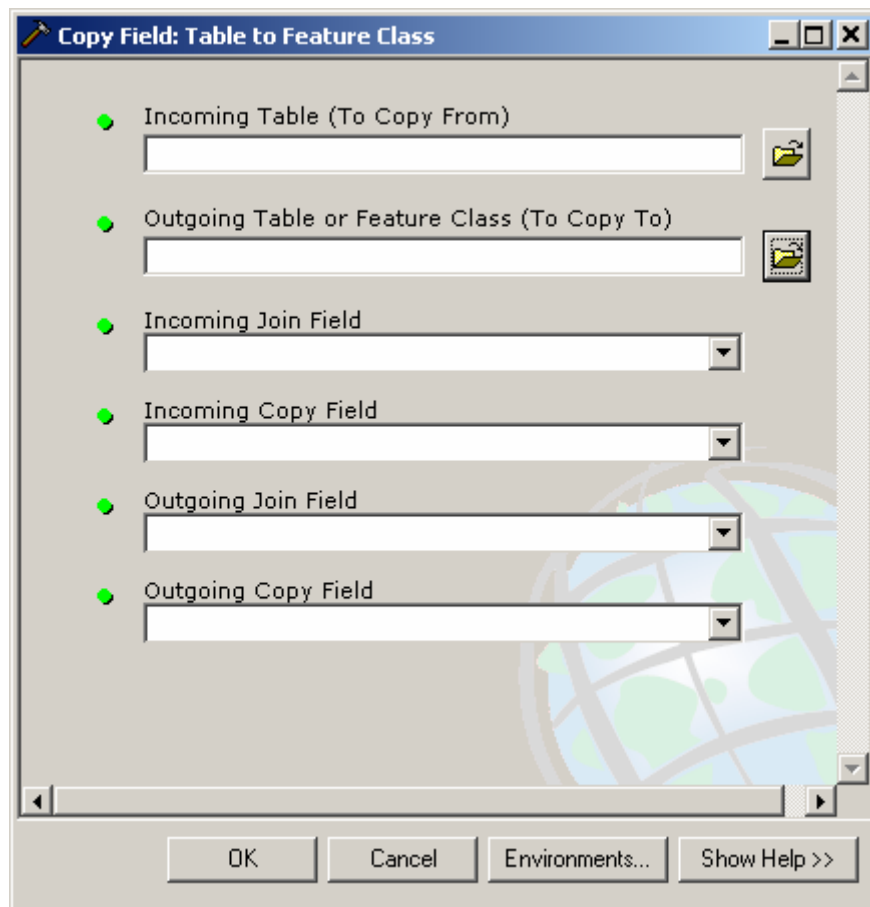 Copy Field: Table to Feature Class
Incoming Table (To Copy From)
Outgoing Table or Feature Class (To Copy To)
Incoming Join Field
Incoming Copy Field
Outgoing Join Field
Outgoing Copy Field
OK Cancel Environments... Show Help >>